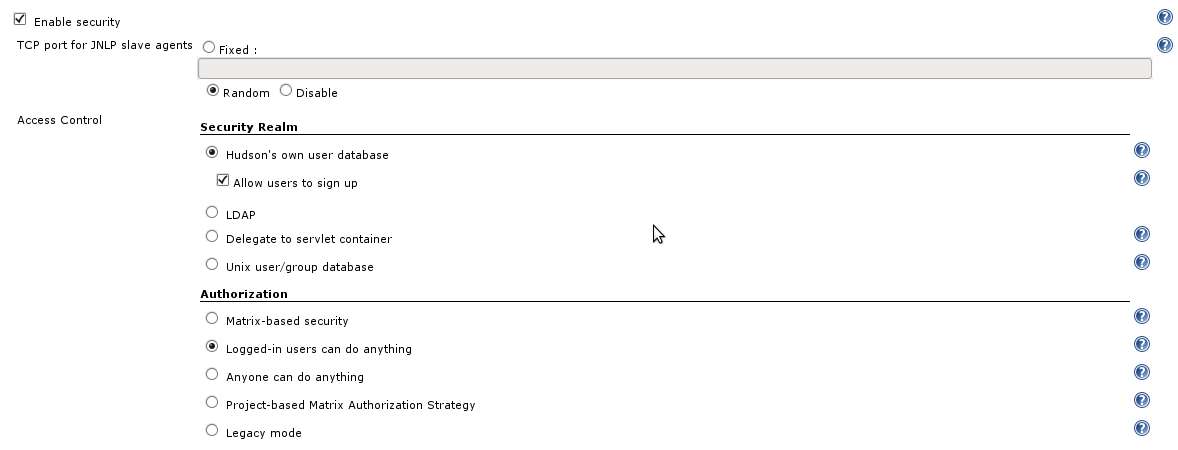 Enable security
TCP port for JNLP slave agents
Fixed :
Random Disable
Access Control
Security Realm
Hudson's own user database
Allow users to sign up
LDAP
Delegate to servlet container
Unix user/group database
Authorization
Matrix-based security
Logged-in users can do anything
Anyone can do anything
Project-based Matrix Authorization Strategy
Legacy mode